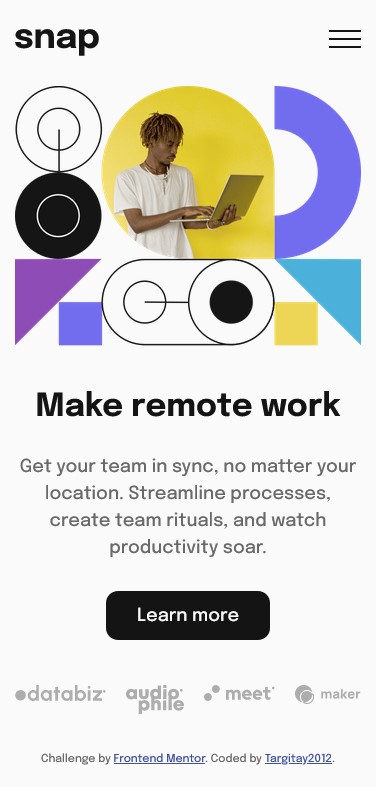 snap
Make remote work
Get your team in sync, no matter your
location. Streamline processes,
create team rituals, and watch
productivity soar.
Learn more
databiz
audiophile
meet
maker
Challenge by Frontend Mentor. Coded by Targitay2012.